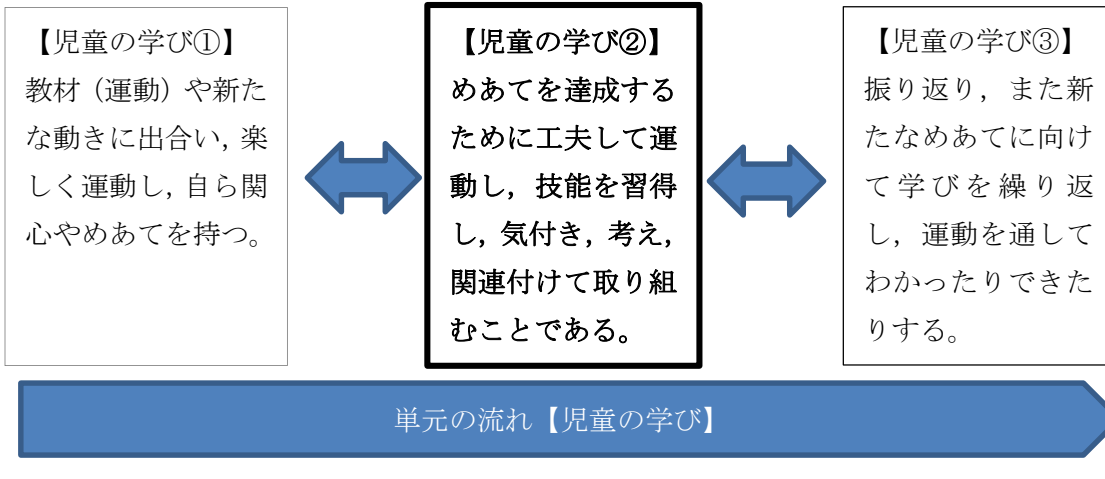 【児童の学び①】
教材（運動）や新た
な動きに出合い，楽
しく運動し，自ら関
心やめあてを持つ。
【児童の学び②】
めあてを達成する
ために工夫して運
動し，技能を習得
し，気付き，考え，
関連付けて取り組
むことである。
【児童の学び③】
振り返り，また新
たなめあてに向け
て学びを繰り返
し，運動を通して
わかったりできた
りする。
単元の流れ【児童の学び】